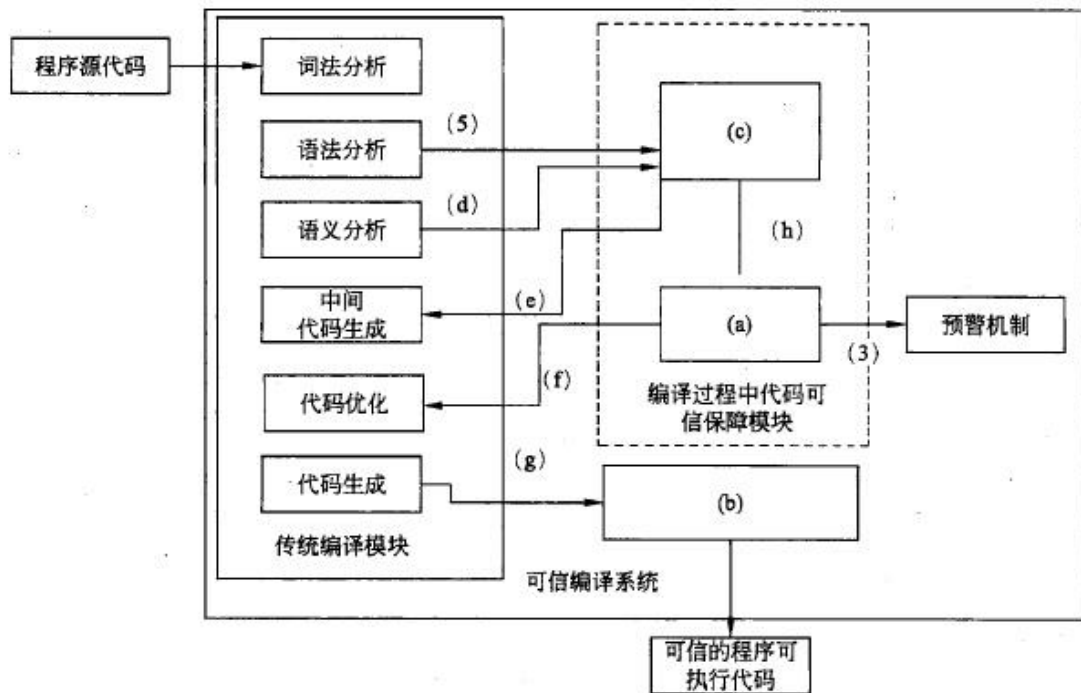 程序源代码
词法分析
语法分析
(5)
(c)
语义分析
(d)
(h)
中间
代码生成
(e)
(a)
(3)
预警机制
代码优化
(f)
编译过程中代码可
信保障模块
代码生成
(g)
(b)
传统编译模块
可信编译系统
可信的程序可
执行代码